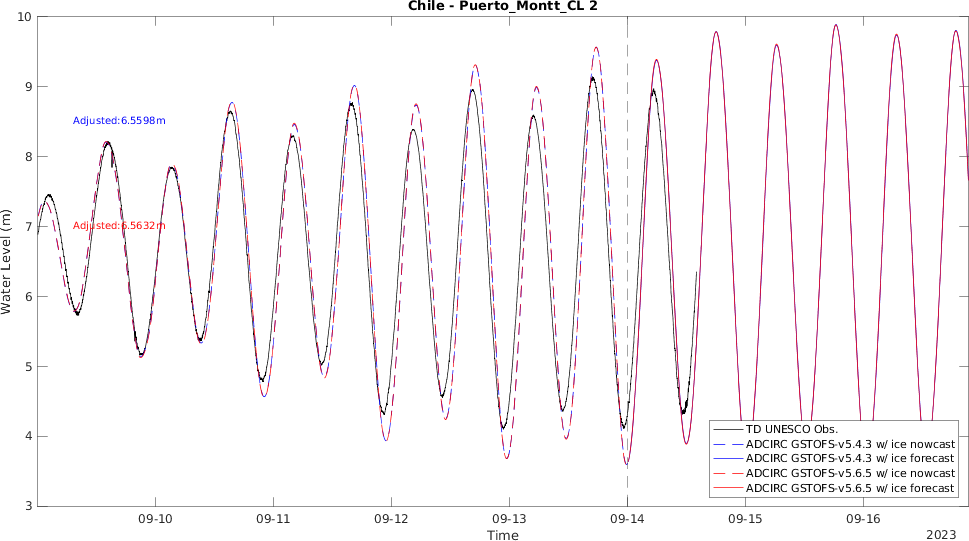 Chile - Puerto_Montt_CL 2
10
9
8
7
6
5
4
3
Water Level (m)
Adjusted:6.5598m
Adjusted:6.5632m
TD UNESCO Obs.
ADCIRC GSTOFS-v5.4.3 w/ ice nowcast
ADCIRC GSTOFS-v5.4.3 w/ ice forecast
ADCIRC GSTOFS-v5.6.5 w/ ice nowcast
ADCIRC GSTOFS-v5.6.5 w/ ice forecast
09-10 09-11 09-12 09-13 09-14 09-15 09-16
Time
2023